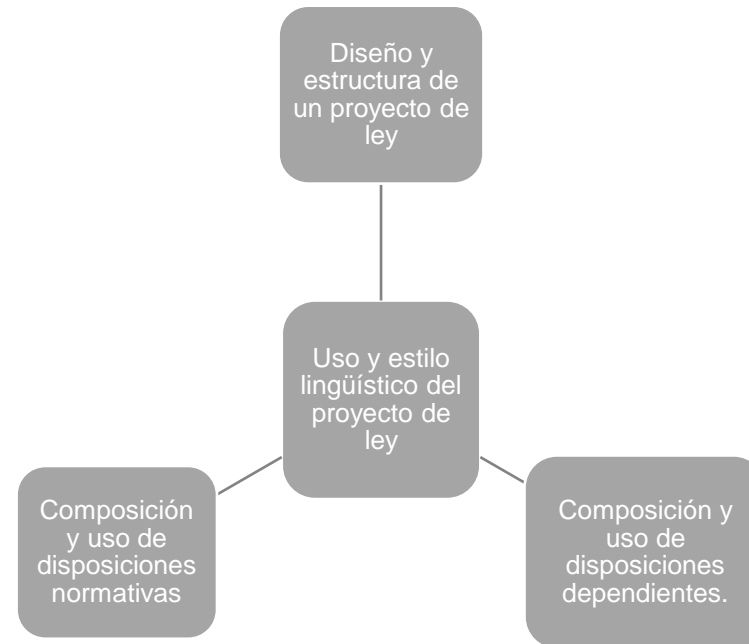 Diseño y
estructura de
un proyecto de
ley
Uso y estilo
lingüístico del
proyecto de
ley
Composición
y uso de
disposiciones
normativas
Composición y
uso de
disposiciones
dependientes.